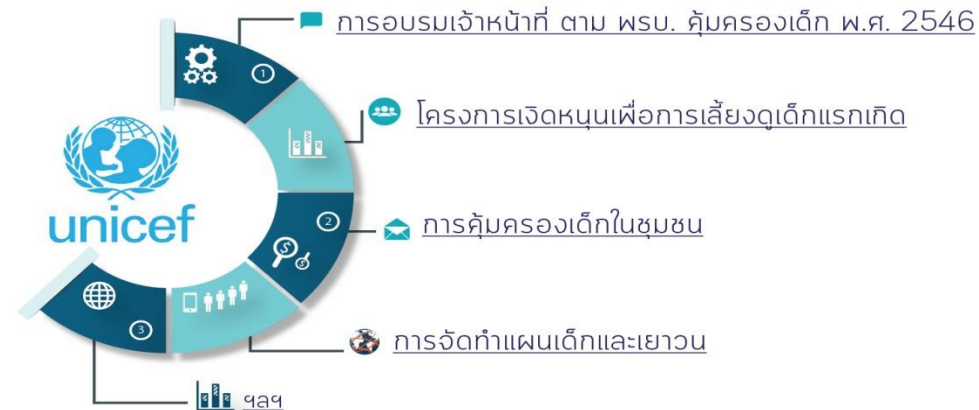 การอบรมเจ้าหน้าที่ ตาม พรบ. คุ้มครองเด็ก พ.ศ. 2546
1
โครงการเงิดหนุนเพื่อการเลี้ยงดูเด็กแรกเกิด
unicef
2
การคุ้มครองเด็กในชุมชน
3
การจัดทำแผนเด็กและเยาวน
ฯลฯ